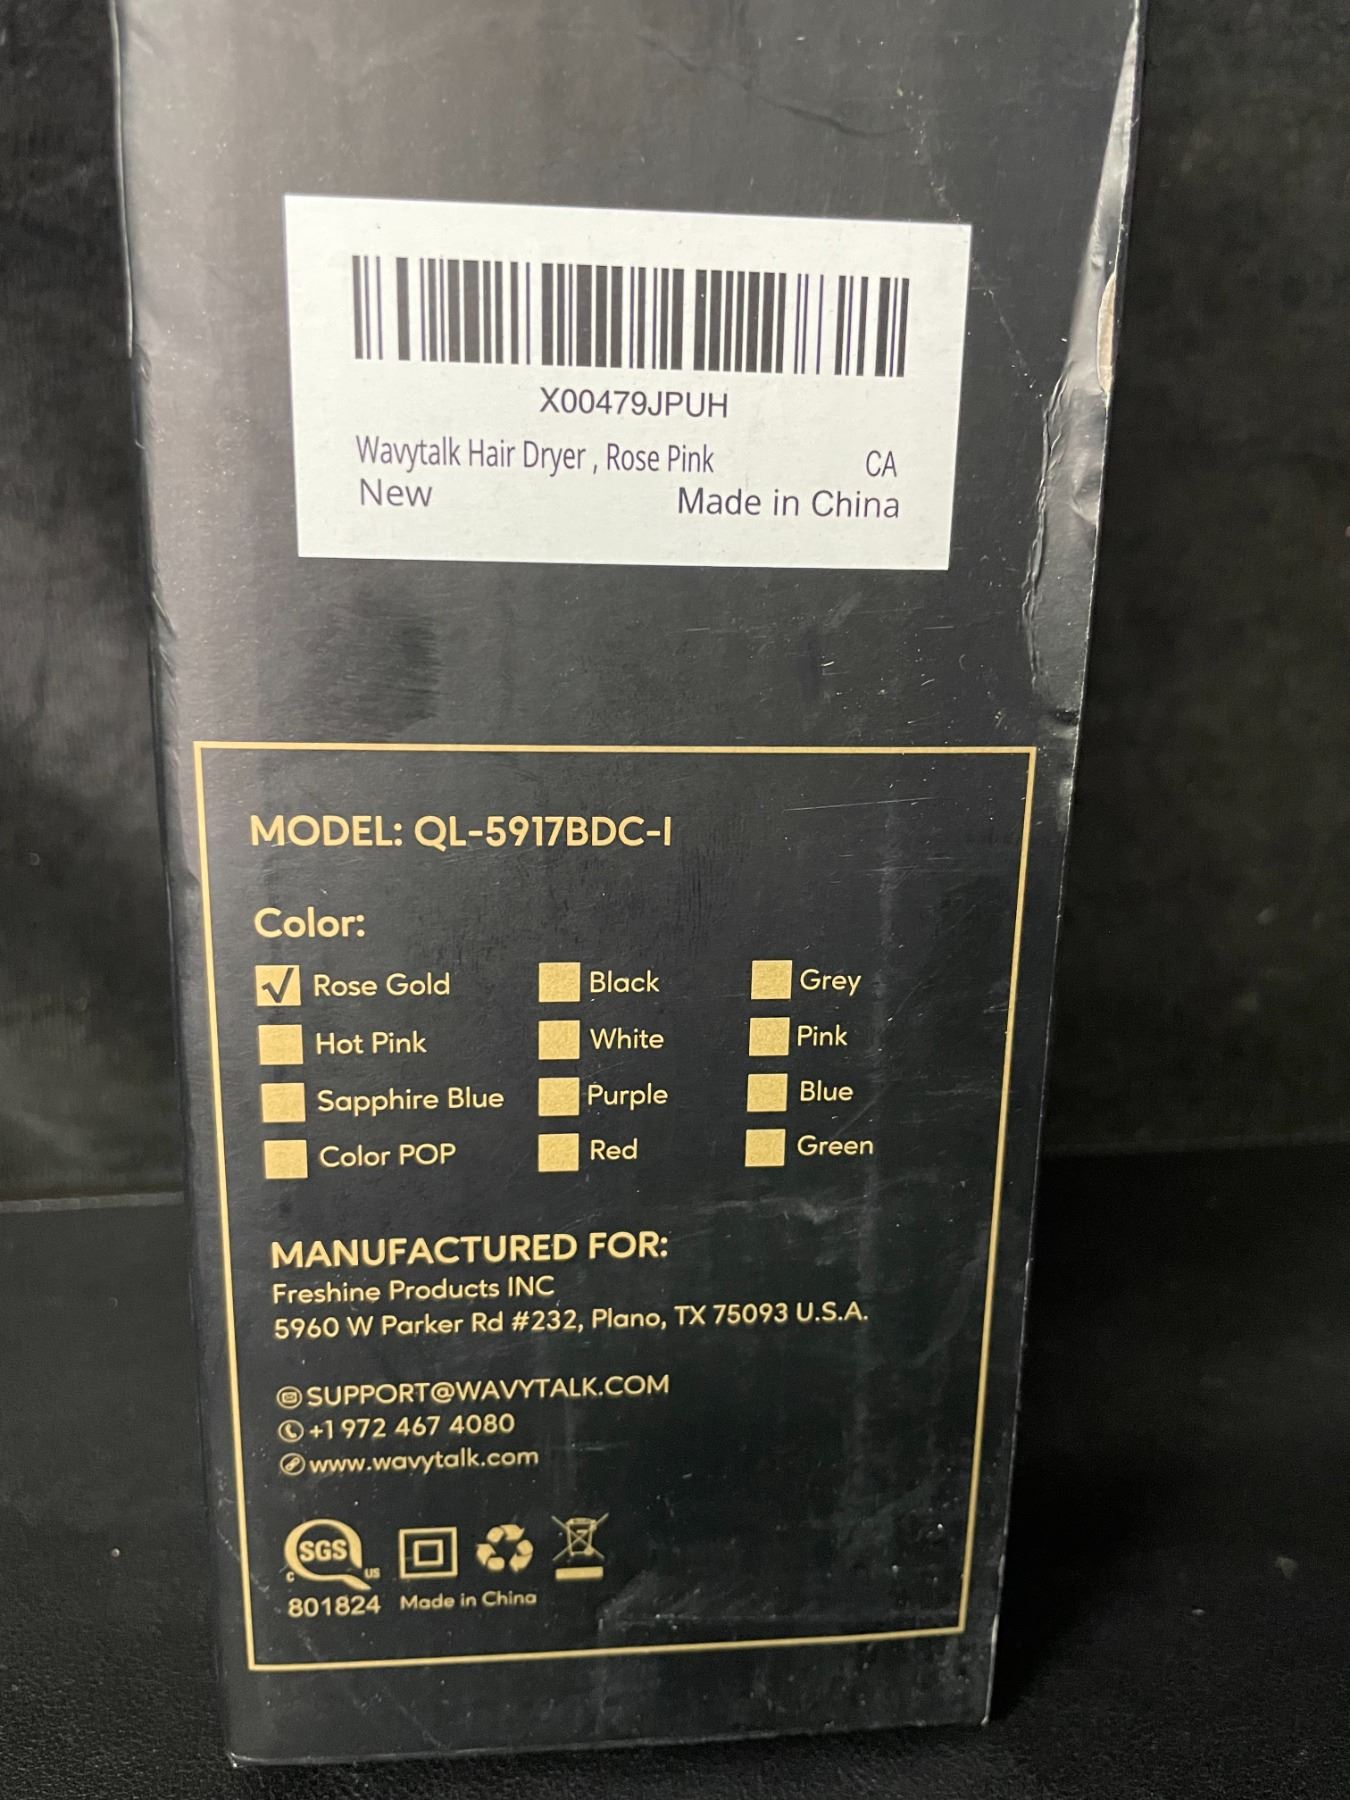 X00479JPUH
Wavytalk Hair Dryer , Rose Pink CA
New Made in China
MODEL: QL-5917BDC-I
Color:
√ Rose Gold Black Grey
Hot Pink White Pink
Sapphire Blue Purple Blue
Color POP Red Green
MANUFACTURED FOR:
Freshine Products INC
5960 W Parker Rd #232, Plano, TX 75093 U.S.A.
SUPPORT@WAVYTALK.COM
+1 972 467 4080
www.wavytalk.com
c SGS us
801824 Made in China